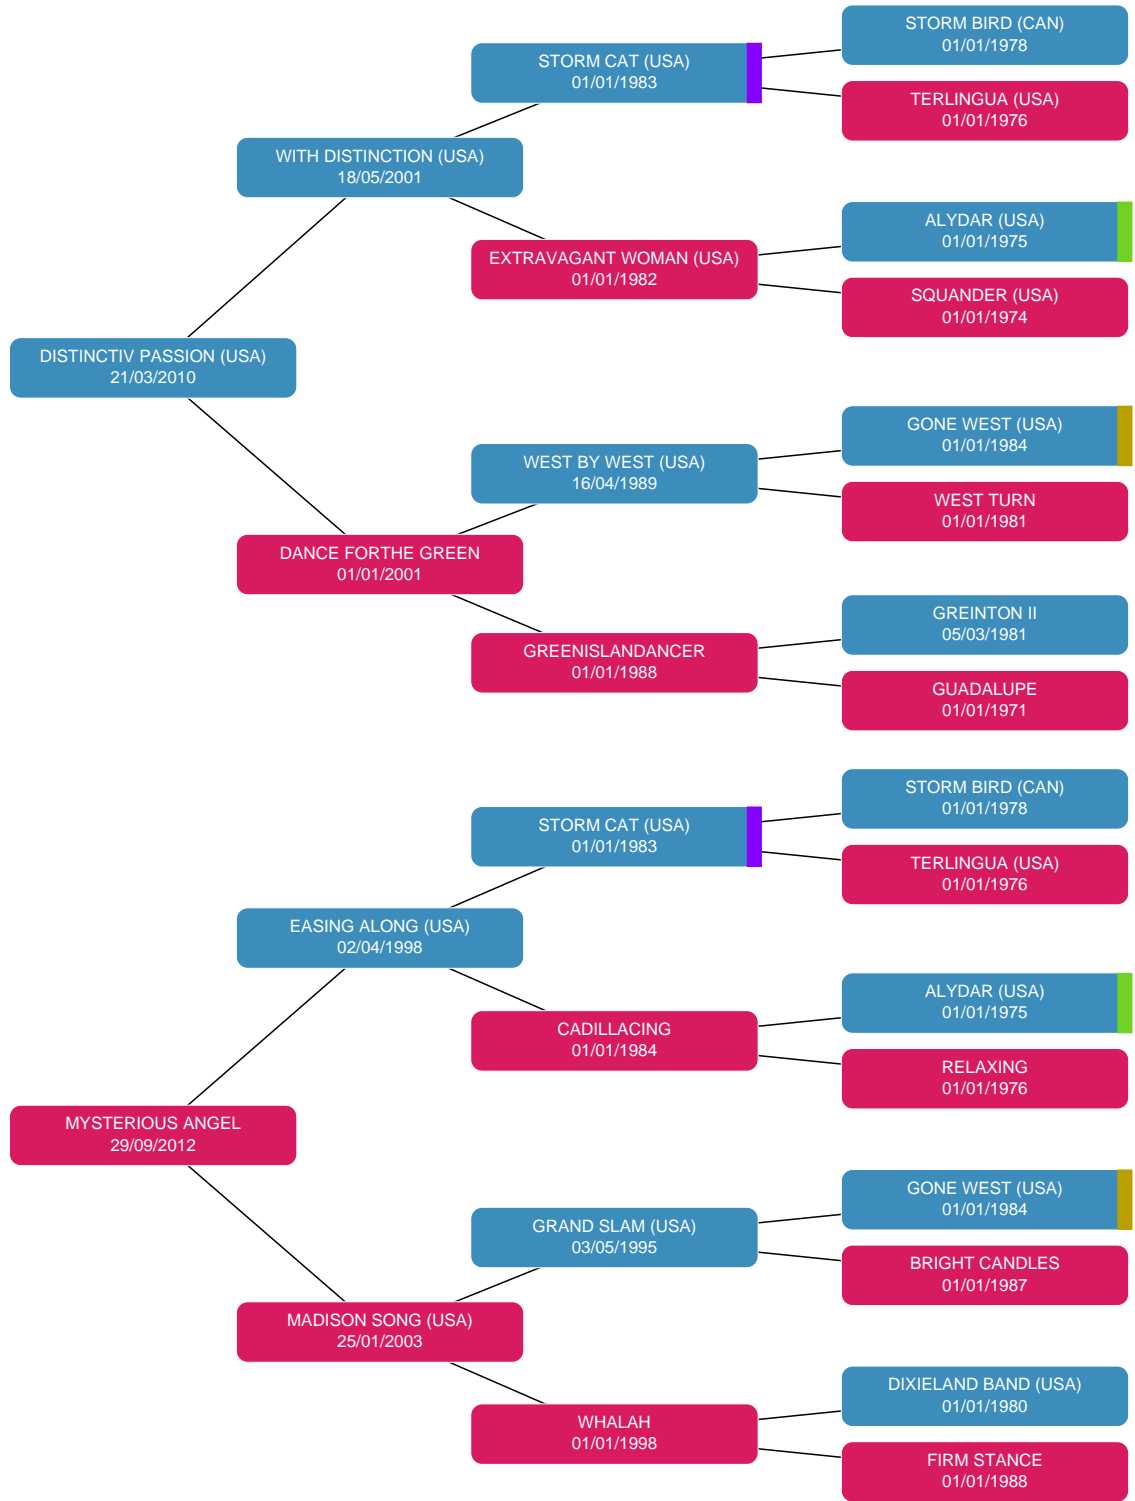 STORM BIRD (CAN)
01/01/1978
STORM CAT (USA)
01/01/1983
TERLINGUA (USA)
01/01/1976
WITH DISTINCTION (USA)
18/05/2001
ALYDAR (USA)
01/01/1975
EXTRAVAGANT WOMAN (USA)
01/01/1982
SQUANDER (USA)
01/01/1974
DISTINCTIV PASSION (USA)
21/03/2010
GONE WEST (USA)
01/01/1984
WEST BY WEST (USA)
16/04/1989
WEST TURN
01/01/1981
DANCE FORTHE GREEN
01/01/2001
GREINTON II
05/03/1981
GREENISLANDANCER
01/01/1988
GUADALUPE
01/01/1971
STORM BIRD (CAN)
01/01/1978
STORM CAT (USA)
01/01/1983
TERLINGUA (USA)
01/01/1976
EASING ALONG (USA)
02/04/1998
ALYDAR (USA)
01/01/1975
CADILLACING
01/01/1984
RELAXING
01/01/1976
MYSTERIOUS ANGEL
29/09/2012
GONE WEST (USA)
01/01/1984
GRAND SLAM (USA)
03/05/1995
BRIGHT CANDLES
01/01/1987
MADISON SONG (USA)
25/01/2003
DIXIELAND BAND (USA)
01/01/1980
WHALAH
01/01/1998
FIRM STANCE
01/01/1988